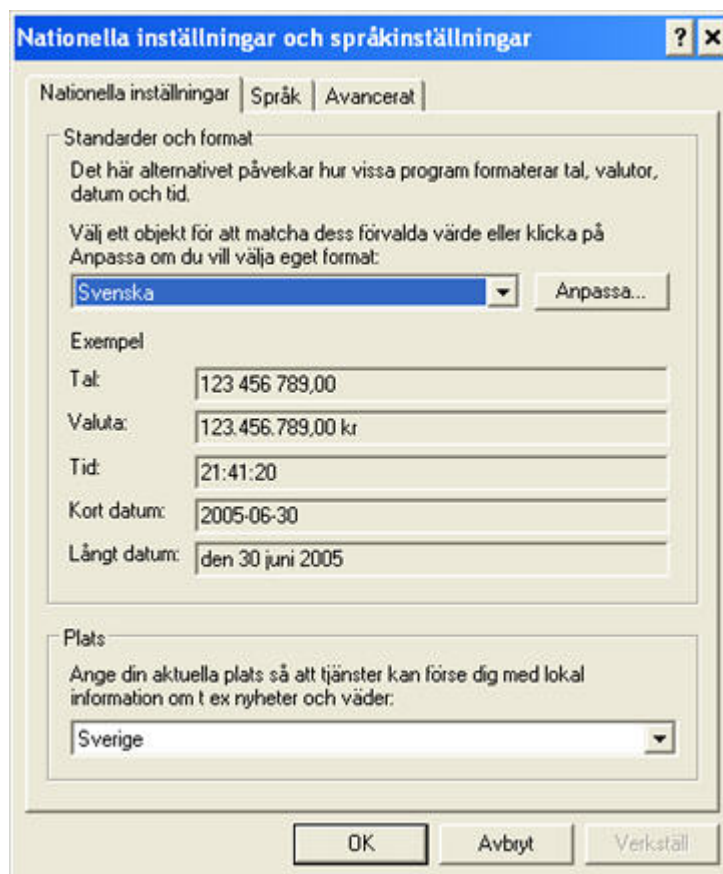 Nationella inställningar och språkinställningar
Nationella inställningar Språk Avancerat
Standarder och format
Det här alternativet påverkar hur vissa program formaterar tal, valutor,
datum och tid.
Välj ett objekt för att matcha dess förvalda värde eller klicka på
Anpassa om du vill välja eget format:
Svenska Anpassa...
Exempel
Tal: 123 456 789,00
Valuta: 123.456.789,00 kr
Tid: 21:41:20
Kort datum: 2005-06-30
Långt datum: den 30 juni 2005
Plats
Ange din aktuella plats så att tjänster kan förse dig med lokal
information om t ex nyheter och väder:
Sverige
OK Avbryt Verkställ